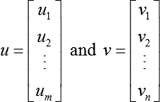 u = [u₁ u₂ ⋮ uₘ] and v = [v₁ v₂ ⋮ vₙ]